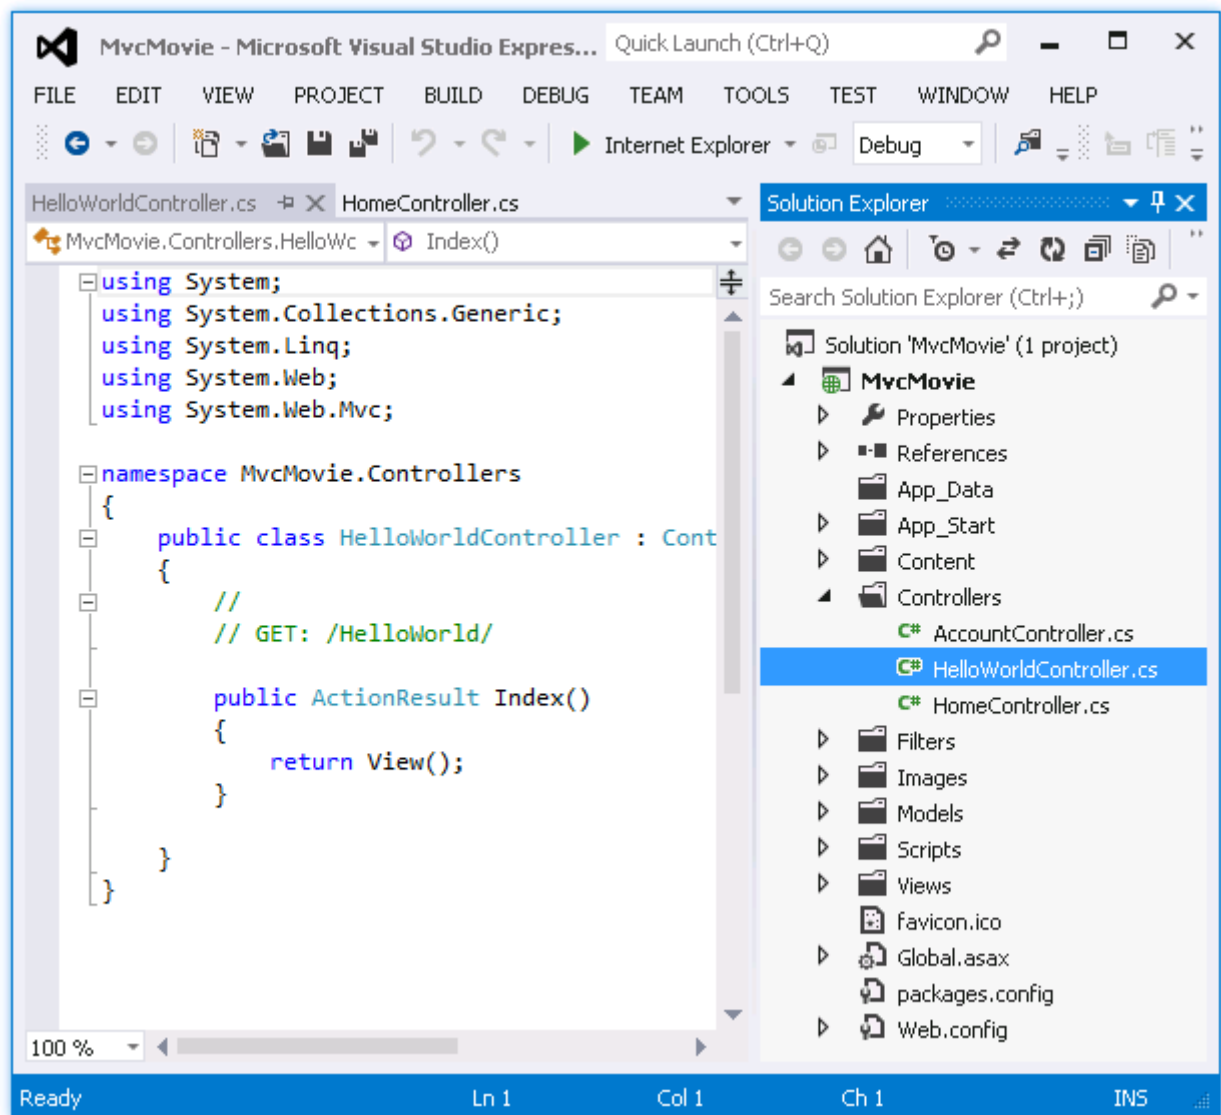 MvcMovie - Microsoft Visual Studio Expres... Quick Launch (Ctrl+Q)
FILE EDIT VIEW PROJECT BUILD DEBUG TEAM TOOLS TEST WINDOW HELP
Internet Explorer Debug
HelloWorldController.cs HomeController.cs
MvcMovie.Controllers.HelloWc Index()
using System;
using System.Collections.Generic;
using System.Linq;
using System.Web;
using System.Web.Mvc;
namespace MvcMovie.Controllers
{
public class HelloWorldController : Cont
{
//
// GET: /HelloWorld/
public ActionResult Index()
{
return View();
}
}
}
100 %
Solution Explorer
Search Solution Explorer (Ctrl+;)
Solution 'MvcMovie' (1 project)
MvcMovie
Properties
References
App_Data
App_Start
Content
Controllers
C# AccountController.cs
C# HelloWorldController.cs
C# HomeController.cs
Filters
Images
Models
Scripts
Views
favicon.ico
Global.asax
packages.config
Web.config
Ready Ln 1 Col 1 Ch 1 INS